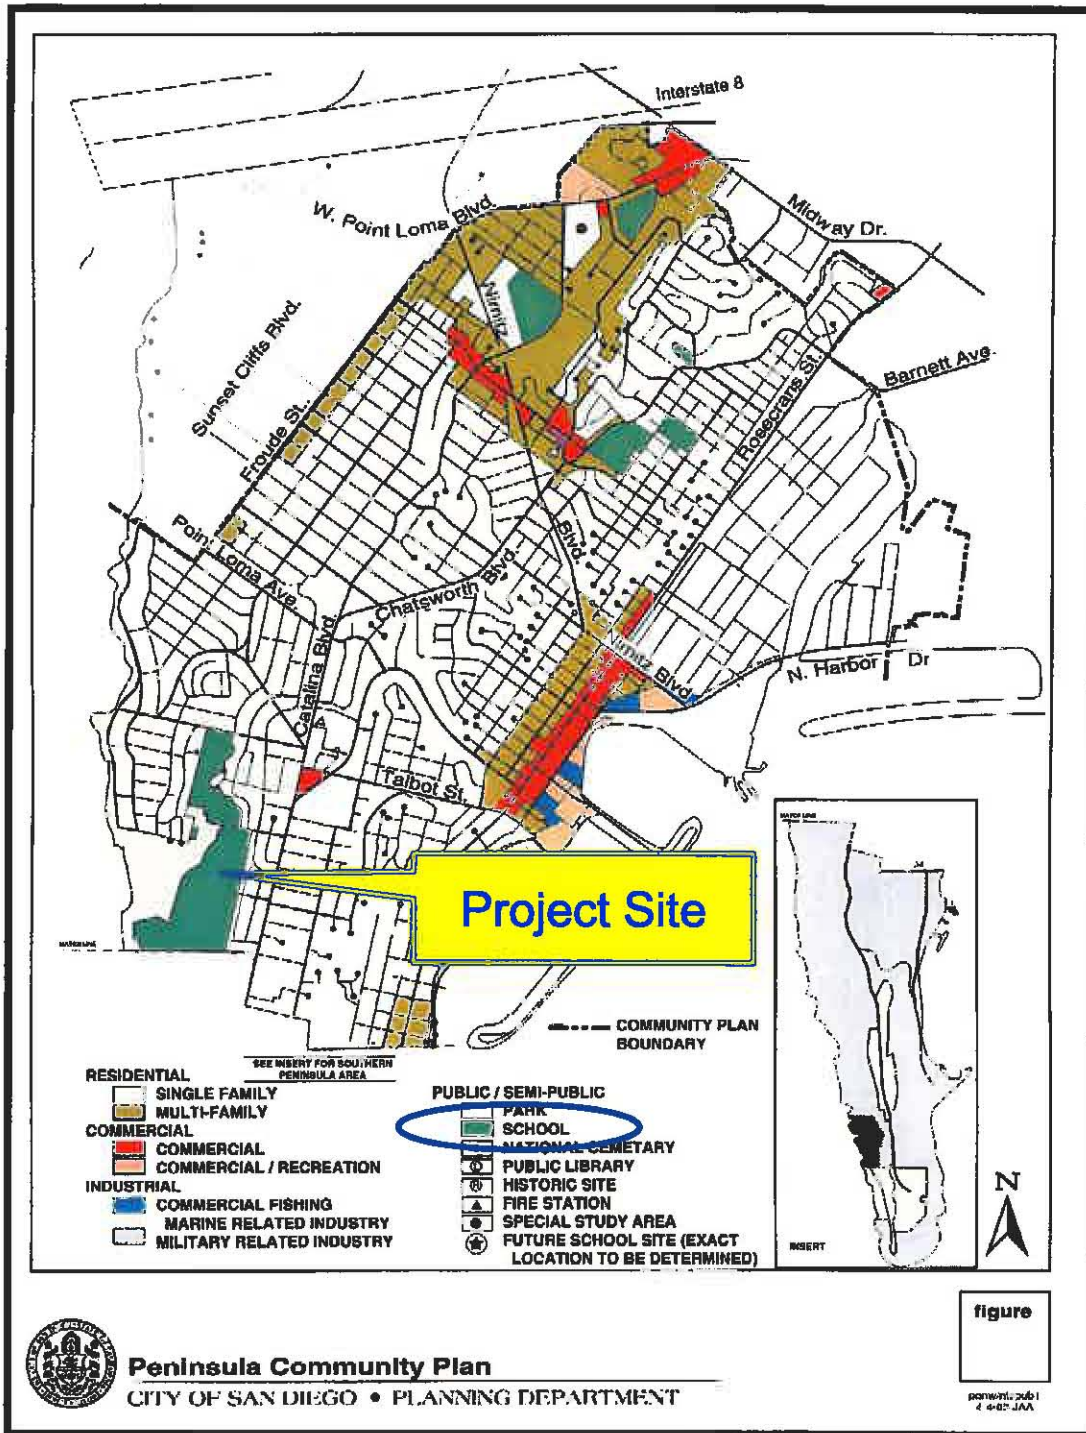 Interstate 8
W. Point Loma Blvd.
Midway Dr.
Nimitz
Sunset Cliffs Blvd.
Froude St.
Rosecrans St.
Barnett Ave.
Point Loma Ave.
Chatsworth Blvd.
Blvd.
Catalina Blvd
Nimitz Blvd.
N. Harbor Dr
Talbot St.
MATCH LINE
MATCH LINE
Project Site
COMMUNITY PLAN
BOUNDARY
SEE INSERT FOR SOUTHERN
PENINSULA AREA
RESIDENTIAL
SINGLE FAMILY
MULTI-FAMILY
COMMERCIAL
COMMERCIAL
COMMERCIAL / RECREATION
INDUSTRIAL
COMMERCIAL FISHING
MARINE RELATED INDUSTRY
MILITARY RELATED INDUSTRY
PUBLIC / SEMI-PUBLIC
PARK
SCHOOL
NATIONAL CEMETARY
PUBLIC LIBRARY
HISTORIC SITE
FIRE STATION
SPECIAL STUDY AREA
FUTURE SCHOOL SITE (EXACT
LOCATION TO BE DETERMINED)
INSERT
N
figure
Peninsula Community Plan
CITY OF SAN DIEGO • PLANNING DEPARTMENT